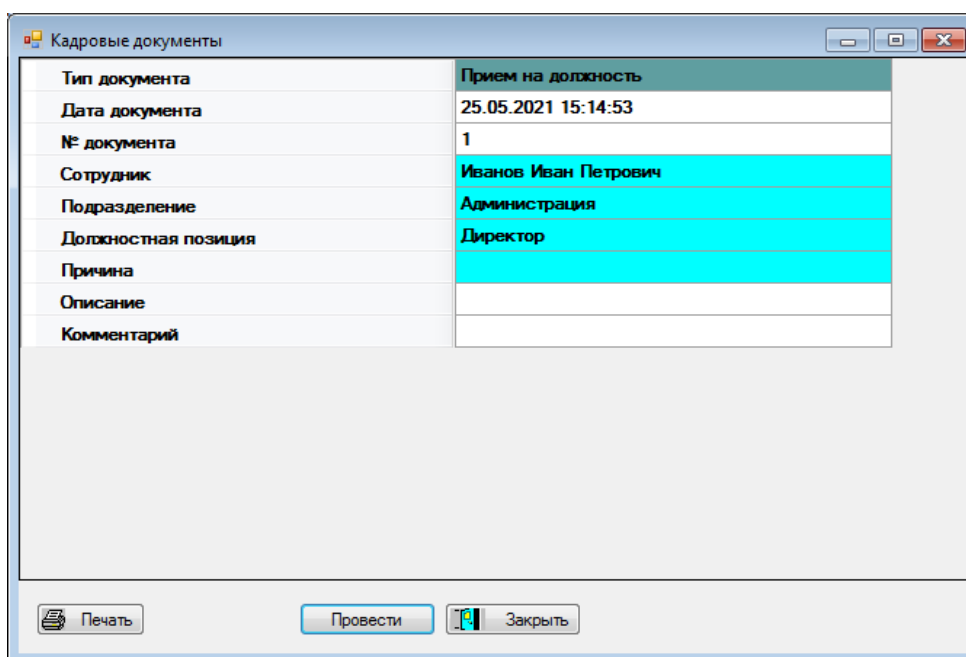 Кадровые документы
Тип документа Прием на должность
Дата документа 25.05.2021 15:14:53
№ документа 1
Сотрудник Иванов Иван Петрович
Подразделение Администрация
Должностная позиция Директор
Причина
Описание
Комментарий
Печать Провести Закрыть